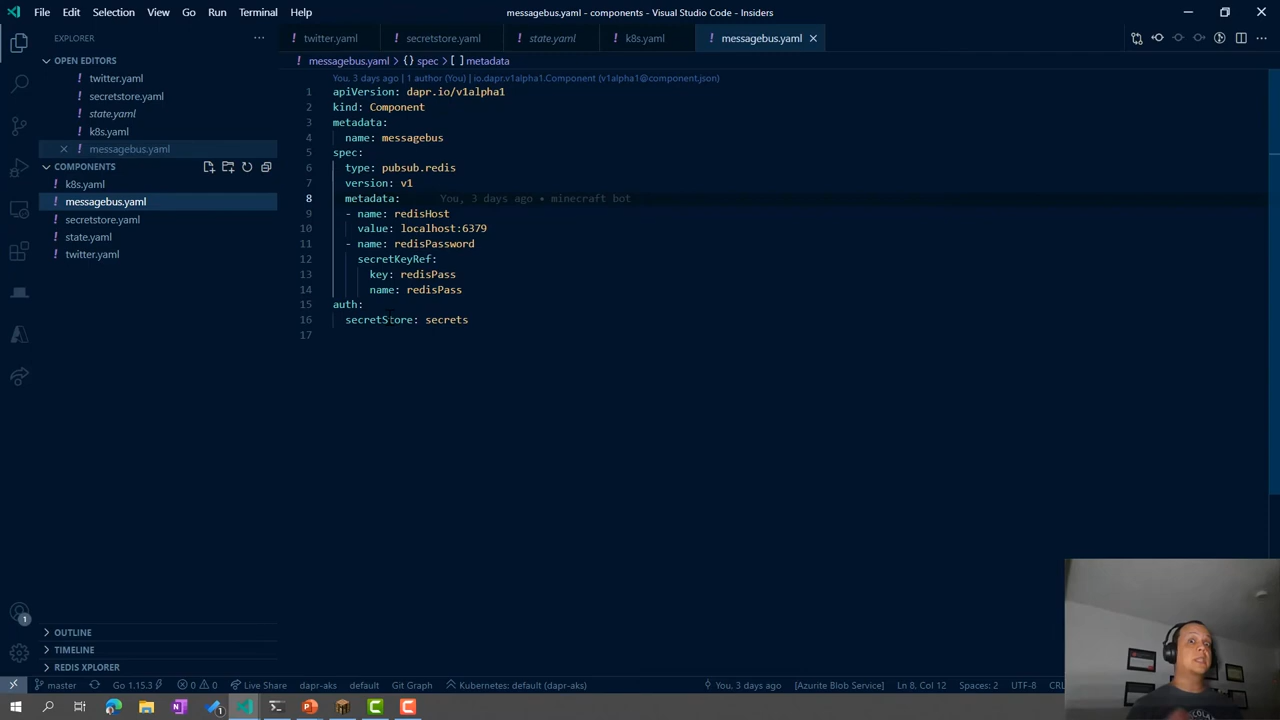 File Edit Selection View Go Run Terminal Help
messagebus.yaml - components - Visual Studio Code - Insiders
EXPLORER
OPEN EDITORS
! twitter.yaml
! secretstore.yaml
! state.yaml
! k8s.yaml
! messagebus.yaml
COMPONENTS
! k8s.yaml
! messagebus.yaml
! secretstore.yaml
! state.yaml
! twitter.yaml
OUTLINE
TIMELINE
REDIS XPLORER
! twitter.yaml ! secretstore.yaml ! state.yaml ! k8s.yaml ! messagebus.yaml
! messagebus.yaml > {} spec > [ ] metadata
You, 3 days ago | 1 author (You) | io.dapr.v1alpha1.Component (v1alpha1@component.json)
1 apiVersion: dapr.io/v1alpha1
2 kind: Component
3 metadata:
4 name: messagebus
5 spec:
6 type: pubsub.redis
7 version: v1
8 metadata: You, 3 days ago • minecraft bot
9 - name: redisHost
10 value: localhost:6379
11 - name: redisPassword
12 secretKeyRef:
13 key: redisPass
14 name: redisPass
15 auth:
16 secretStore: secrets
17
1
master Go 1.15.3 0 0 Live Share dapr-aks default Git Graph Kubernetes: default (dapr-aks) You, 3 days ago [Azurite Blob Service] Ln 8, Col 12 Spaces: 2 UTF-8 CRL